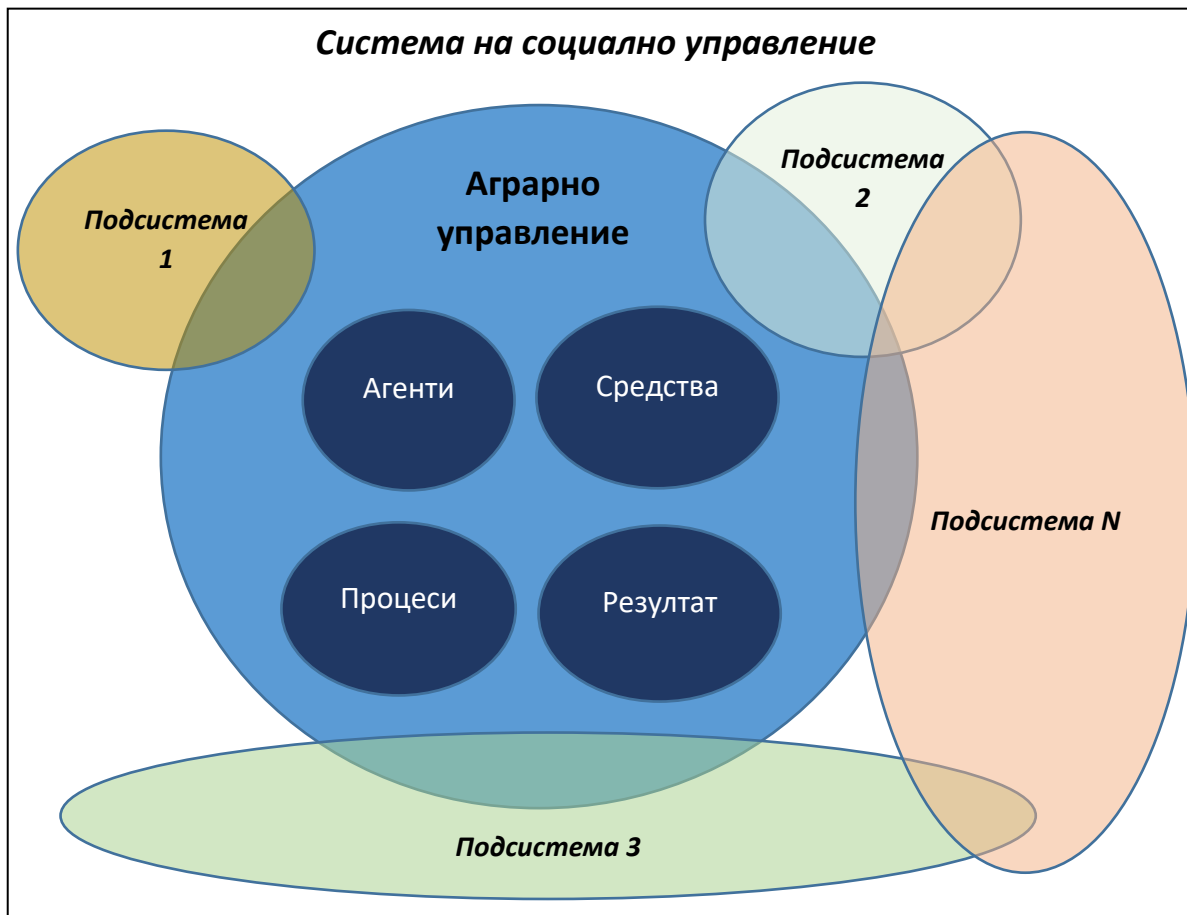 Система на социално управление
Подсистема
1
Аграрно
управление
Подсистема
2
Агенти
Средства
Подсистема N
Процеси
Резултат
Подсистема 3